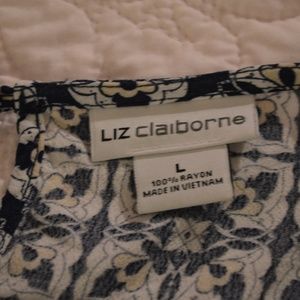 LIZ claiborne
L
100% RAYON
MADE IN VIETNAM